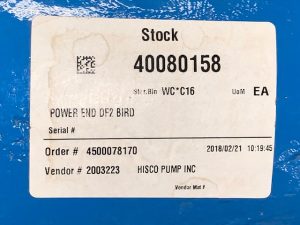 Stock
40080158
Str.Bin WC*C16 UoM EA
POWER END DF2 BIRD
Serial #
Order # 4500078170 2018/02/21 10:19:45
Vendor # 2003223 HISCO PUMP INC
Vendor Mat #